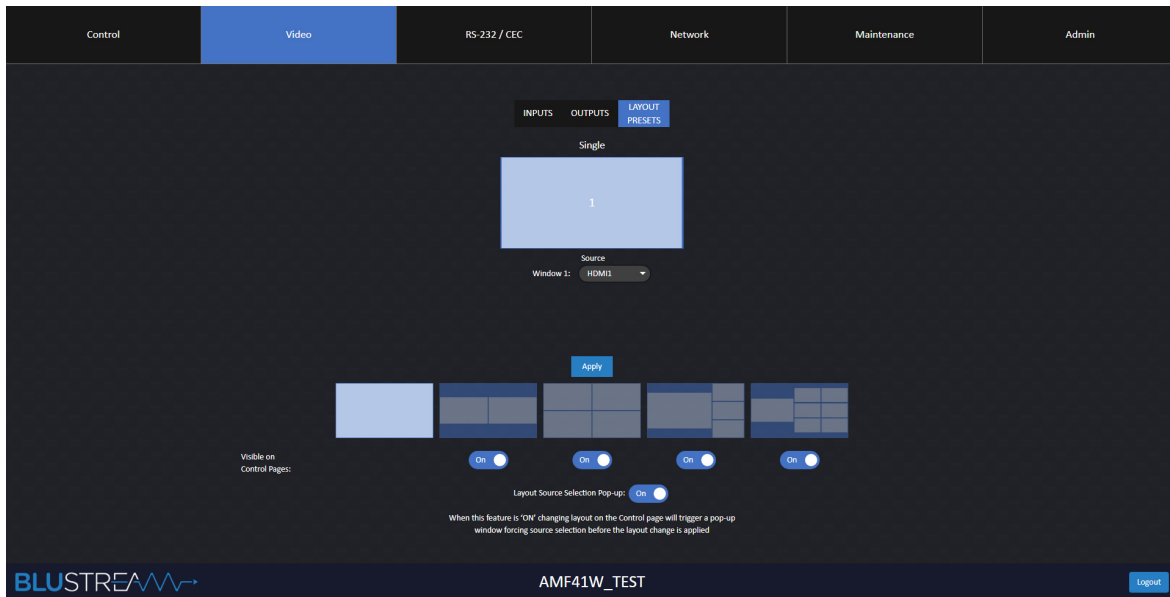 Control Video RS-232 / CEC Network Maintenance Admin
INPUTS OUTPUTS LAYOUT
PRESETS
Single
1
Source
Window 1: HDMI1
Apply
Visible on
Control Pages:
On On On On
Layout Source Selection Pop-up: On
When this feature is 'ON' changing layout on the Control page will trigger a pop-up
window forcing source selection before the layout change is applied
BLUSTREAM AMF41W_TEST Logout